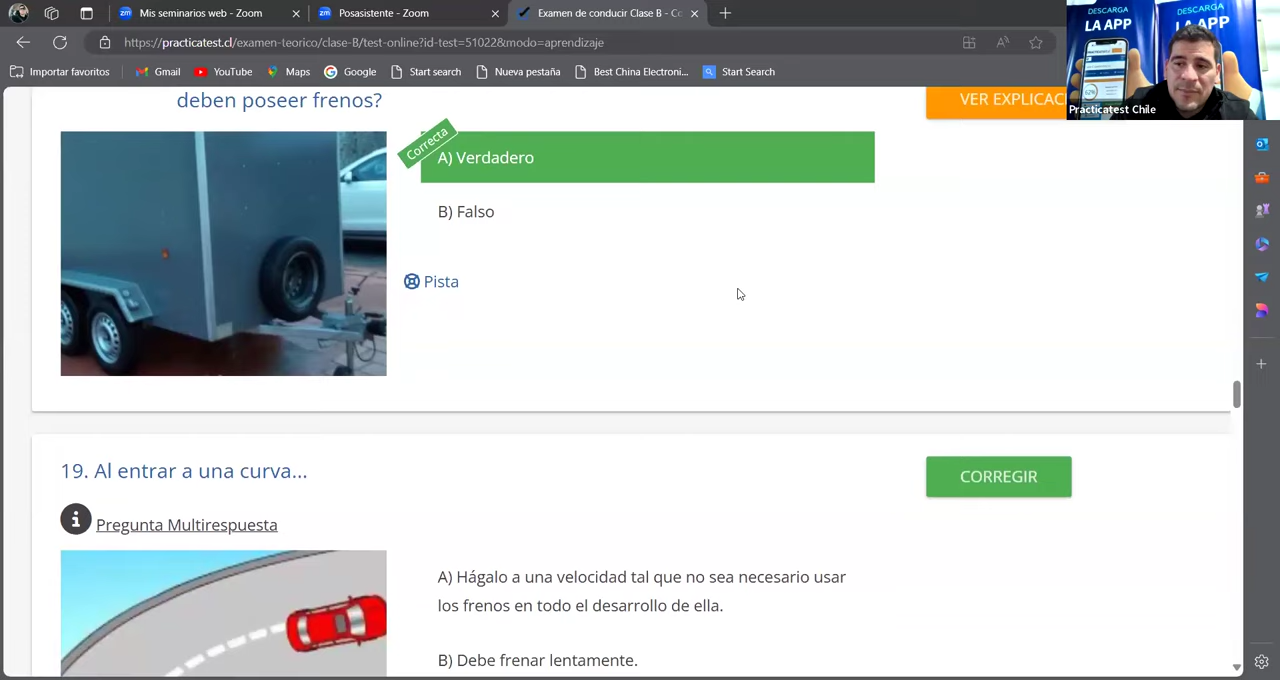 Mis seminarios web - Zoom
Posasistente - Zoom
Examen de conducir Clase B - Co
https://practicatest.cl/examen-teorico/clase-B/test-online?id-test=51022&modo=aprendizaje
Importar favoritos
Gmail
YouTube
Maps
Google
Start search
Nueva pestaña
Best China Electroni...
Start Search
DESCARGA
LA APP
DESCARGA
LA APP
Practicatest Chile
deben poseer frenos?
VER EXPLICAC
Correcta
A) Verdadero
B) Falso
Pista
19. Al entrar a una curva...
CORREGIR
Pregunta Multirespuesta
A) Hágalo a una velocidad tal que no sea necesario usar
los frenos en todo el desarrollo de ella.
B) Debe frenar lentamente.